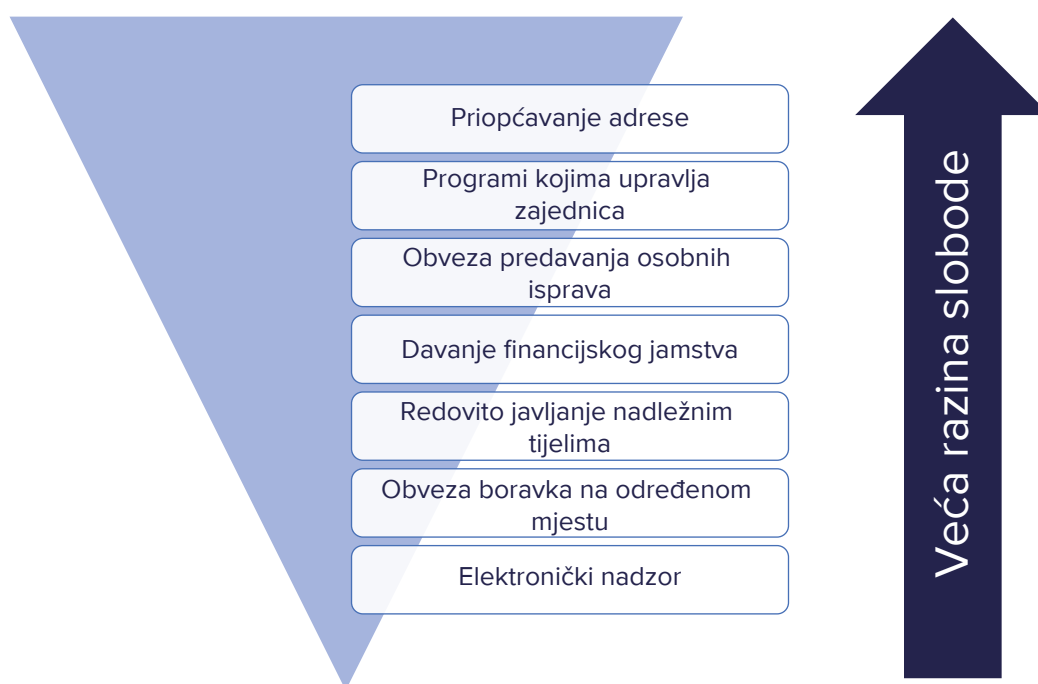 Priopćavanje adrese
Programi kojima upravlja
zajednica
Obveza predavanja osobnih
isprava
Davanje financijskog jamstva
Redovito javljanje nadležnim
tijelima
Obveza boravka na određenom
mjestu
Elektronički nadzor
Veća razina slobode